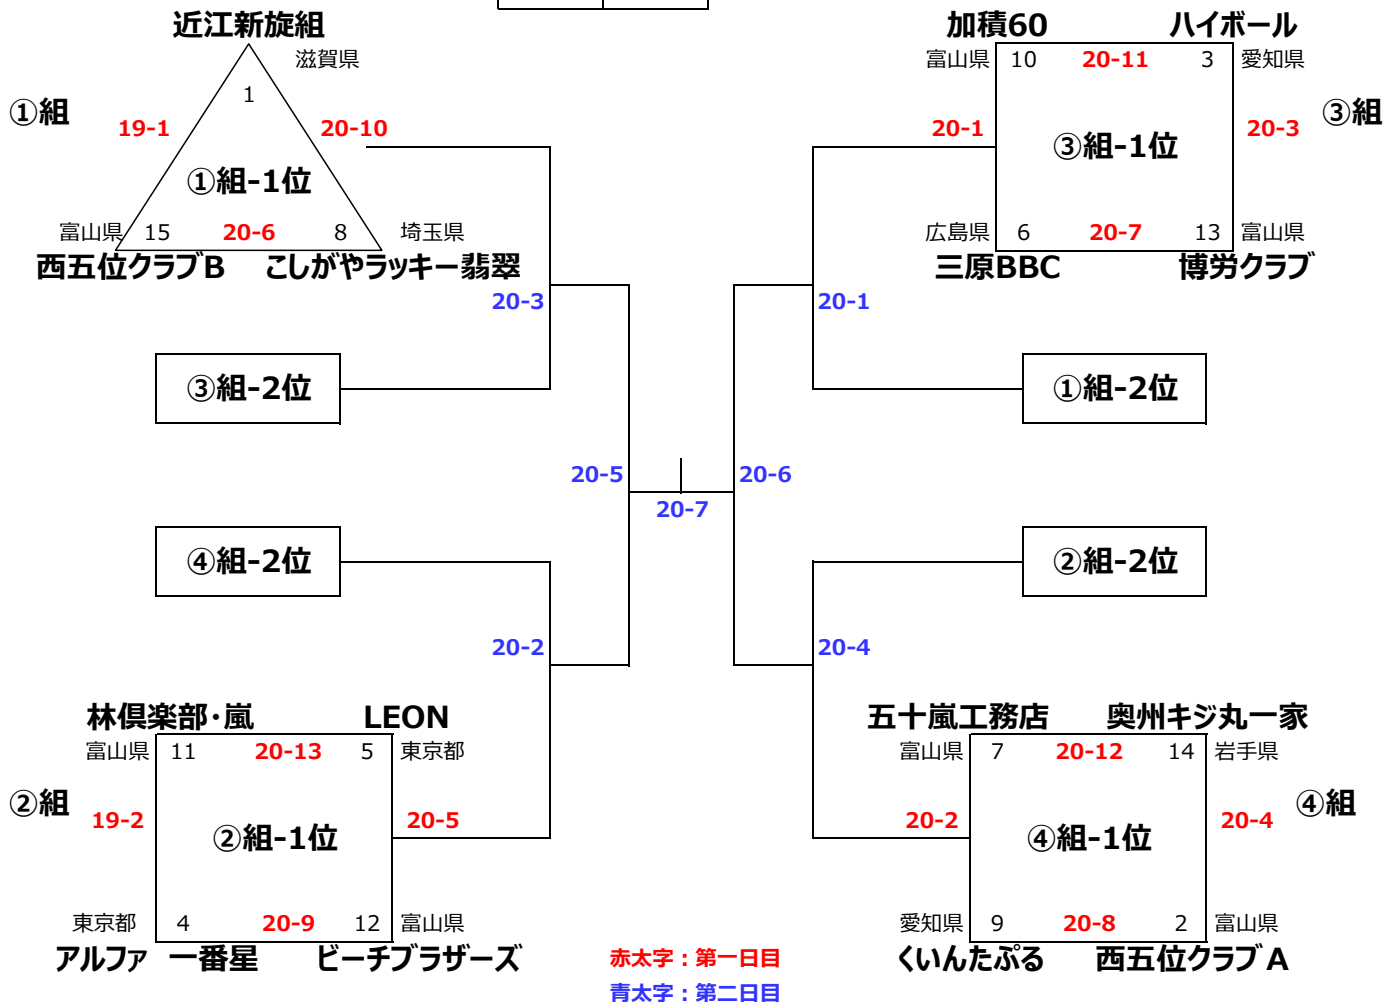 近江新旋組
滋賀県
1
①組
19-1
20-10
①組-1位
富山県 15 20-6 8 埼玉県
西五位クラブB こしがやラッキー翡翠
加積60 ハイボール
富山県 10 20-11 3 愛知県
20-1
20-3
③組
③組-1位
広島県 6 20-7 13 富山県
三原BBC 博労クラブ
20-3
20-1
③組-2位
①組-2位
20-5
20-6
20-7
④組-2位
②組-2位
20-2
20-4
林倶楽部・嵐 LEON
富山県 11 20-13 5 東京都
②組
19-2
20-5
②組-1位
東京都 4 20-9 12 富山県
アルファ 一番星 ビーチブラザーズ
五十嵐工務店 奥州キジ丸一家
富山県 7 20-12 14 岩手県
20-2
20-4
④組
④組-1位
愛知県 9 20-8 2 富山県
くいんたぷる 西五位クラブA
赤太字：第一日目
青太字：第二日目